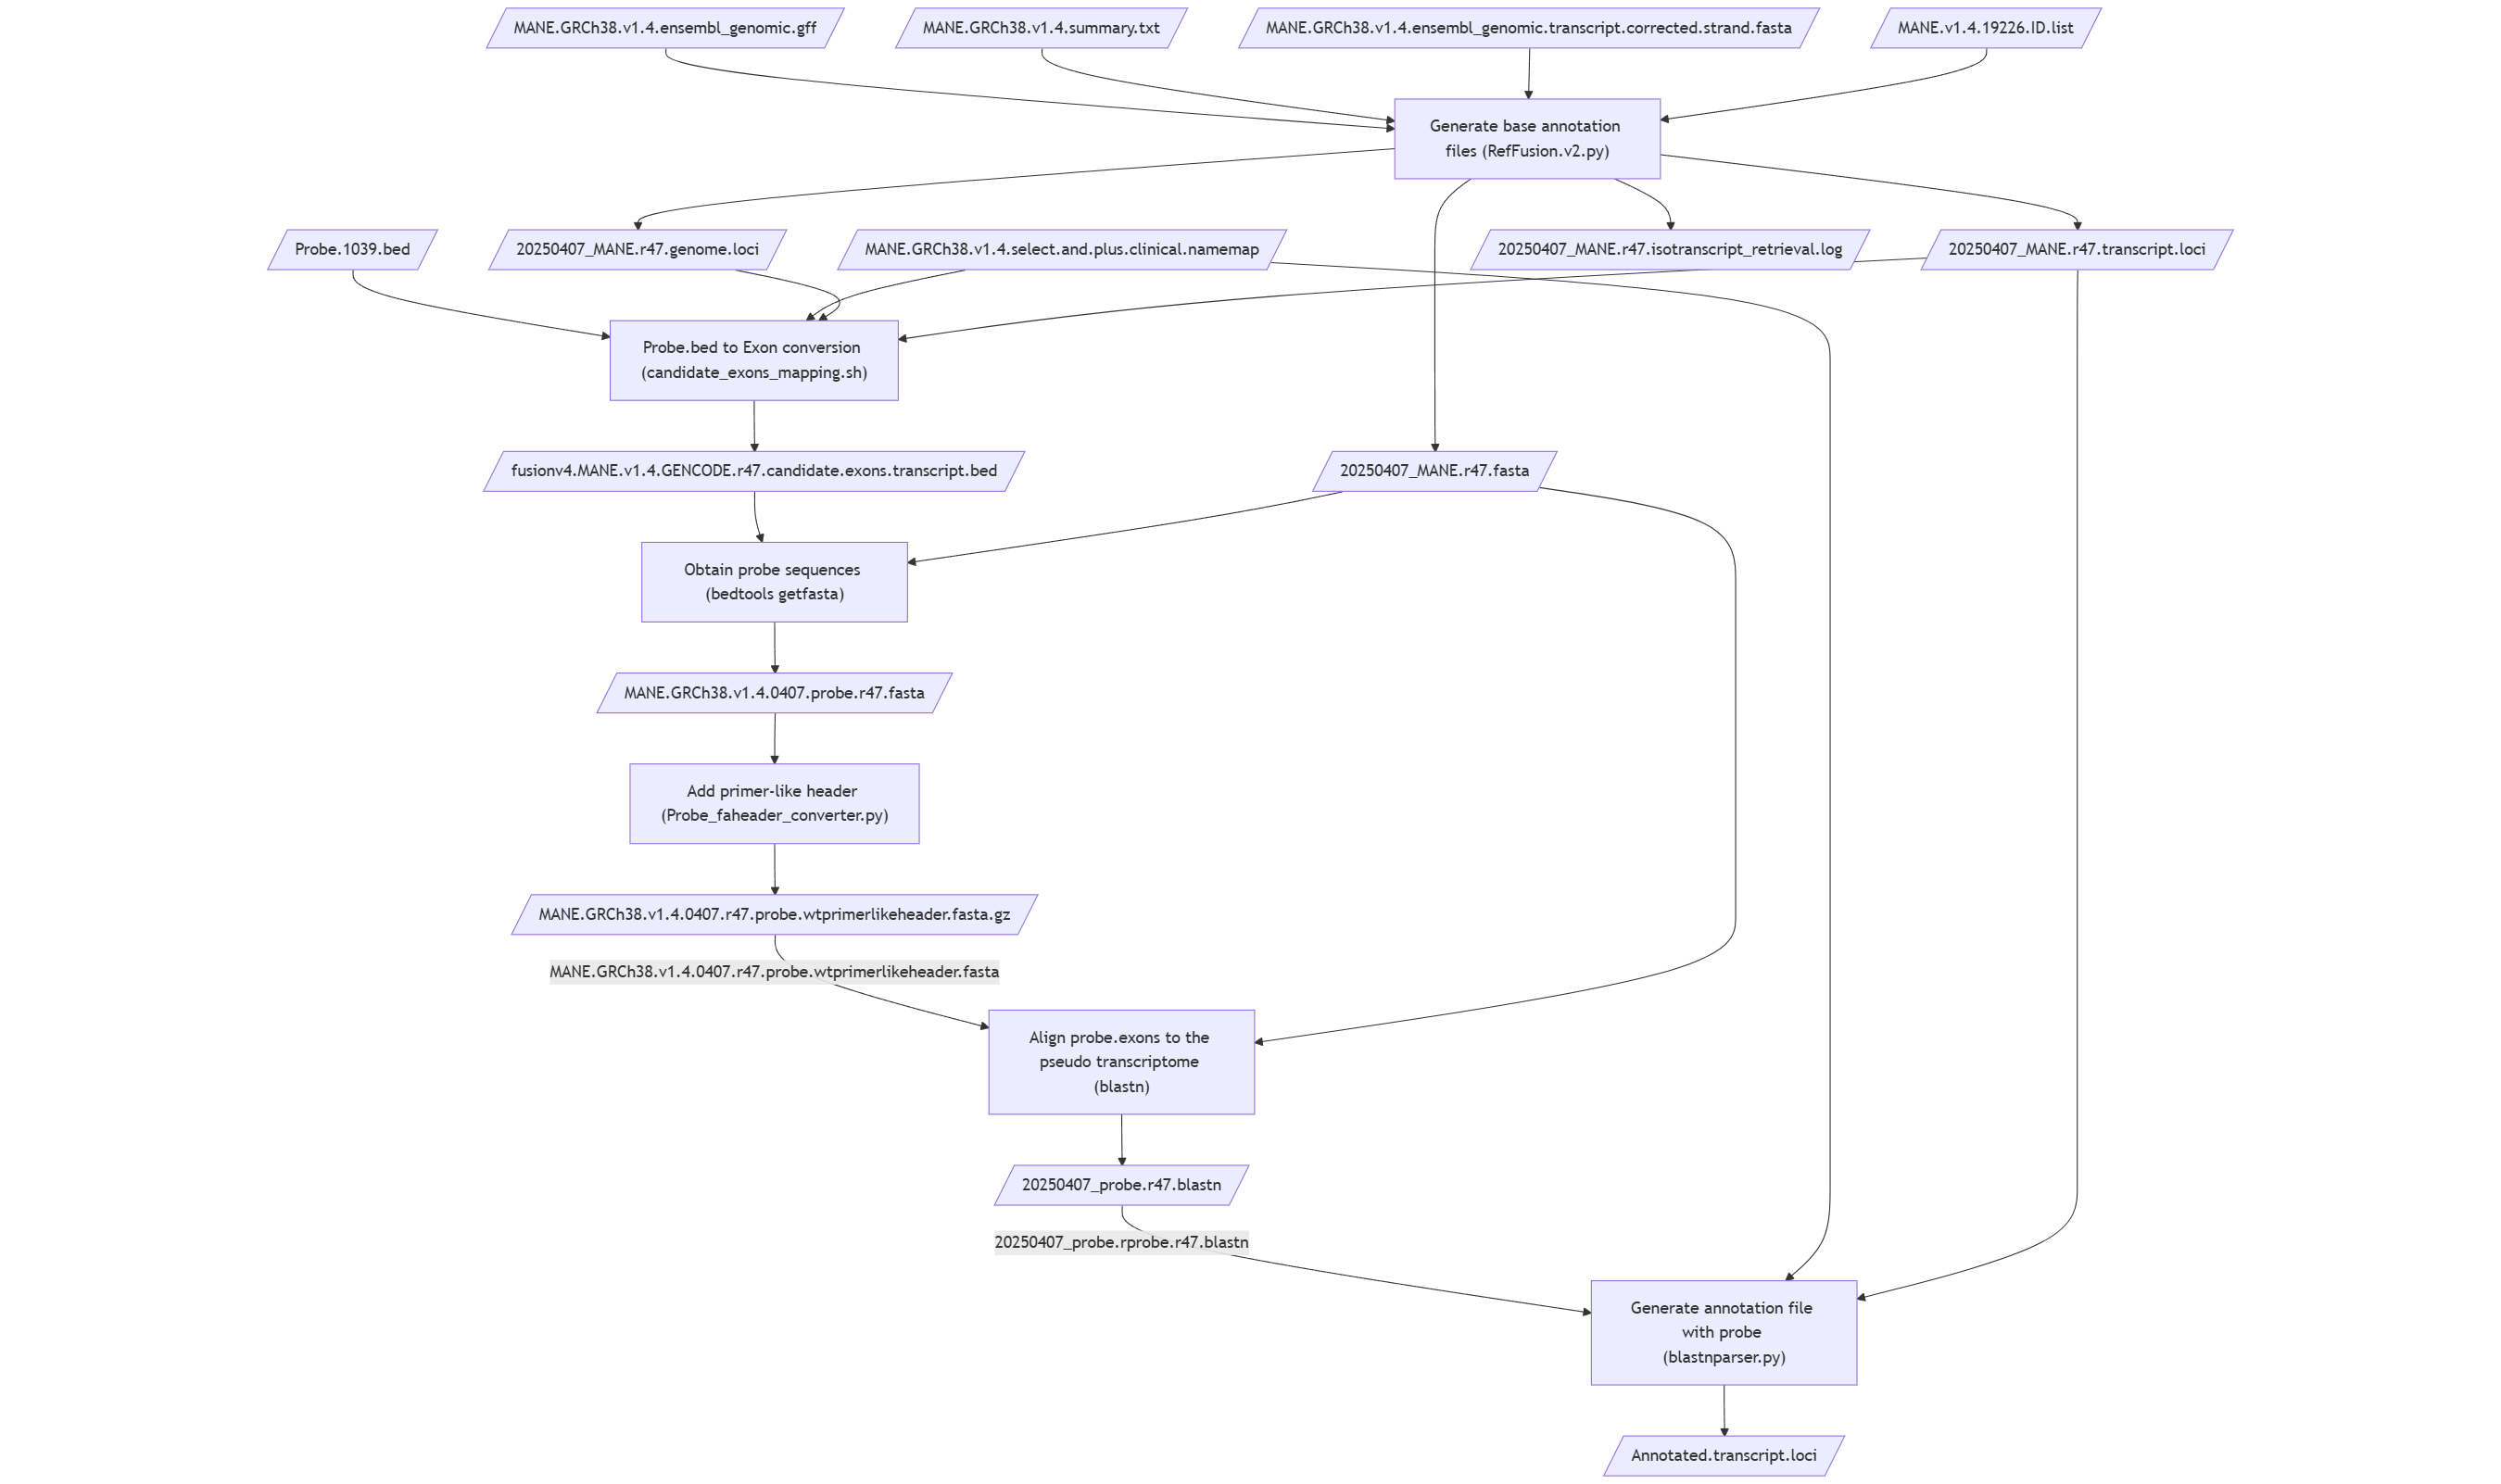 MANE.GRCh38.v1.4.ensembl_genomic.gff
MANE.GRCh38.v1.4.summary.txt
MANE.GRCh38.v1.4.ensembl_genomic.transcript.corrected.strand.fasta
MANE.v1.4.19226.ID.list
Generate base annotation
files (RefFusion.v2.py)
Probe.1039.bed
20250407_MANE.r47.genome.loci
MANE.GRCh38.v1.4.select.and.plus.clinical.namemap
20250407_MANE.r47.isotranscript_retrieval.log
20250407_MANE.r47.transcript.loci
Probe.bed to Exon conversion
(candidate_exons_mapping.sh)
fusionv4.MANE.v1.4.GENCODE.r47.candidate.exons.transcript.bed
20250407_MANE.r47.fasta
Obtain probe sequences
(bedtools getfasta)
MANE.GRCh38.v1.4.0407.probe.r47.fasta
Add primer-like header
(Probe_faheader_converter.py)
MANE.GRCh38.v1.4.0407.r47.probe.wtprimerlikeheader.fasta.gz
MANE.GRCh38.v1.4.0407.r47.probe.wtprimerlikeheader.fasta
Align probe.exons to the
pseudo transcriptome
(blastn)
20250407_probe.r47.blastn
20250407_probe.rprobe.r47.blastn
Generate annotation file
with probe
(blastnparser.py)
Annotated.transcript.loci